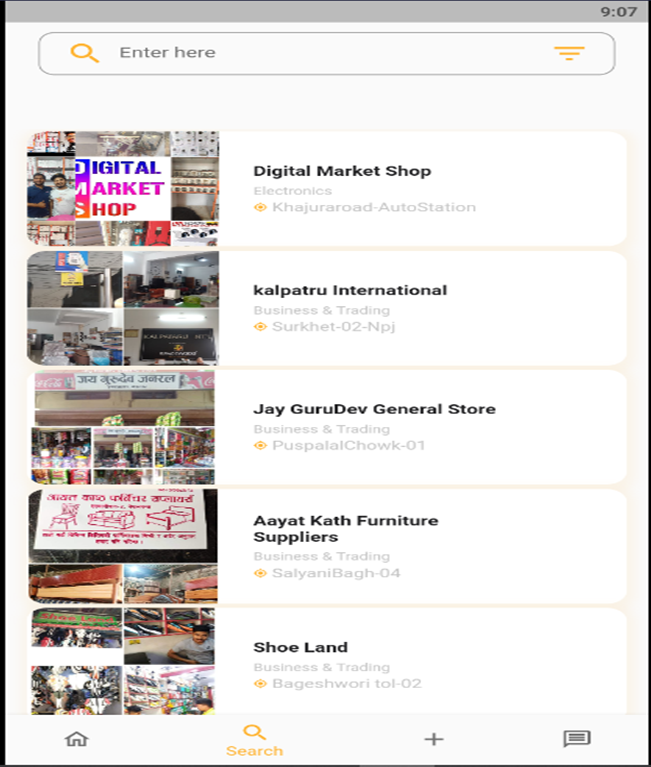 9:07
Enter here
DIGITAL
MARKET
SHOP
Digital Market Shop
Electronics
Khajuraroad-AutoStation
kalpatru International
Business & Trading
Surkhet-02-Npj
जय गुरुदेव जनरल
Jay GuruDev General Store
Business & Trading
PuspalalChowk-01
आयत काठ फर्निचर सप्लायर्स
Aayat Kath Furniture
Suppliers
Business & Trading
SalyaniBagh-04
Shoe Land
Business & Trading
Bageshwori tol-02
Search